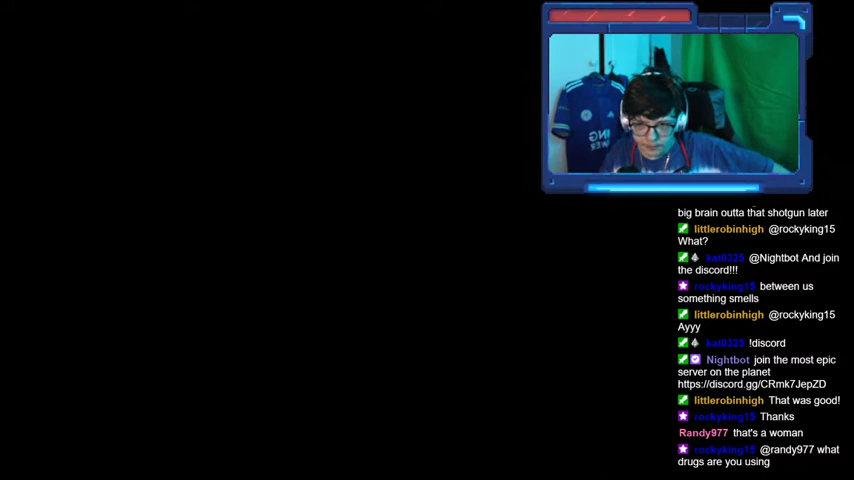 big brain outta that shotgun later
littlerobinhigh @rockyking15
What?
kat0325 @Nightbot And join
the discord!!!
rockyking15 between us
something smells
littlerobinhigh @rockyking15
Ayyy
kat0325 !discord
Nightbot join the most epic
server on the planet
https://discord.gg/CRmk7JepZD
littlerobinhigh That was good!
rockyking15 Thanks
Randy977 that's a woman
rockyking15 @randy977 what
drugs are you using